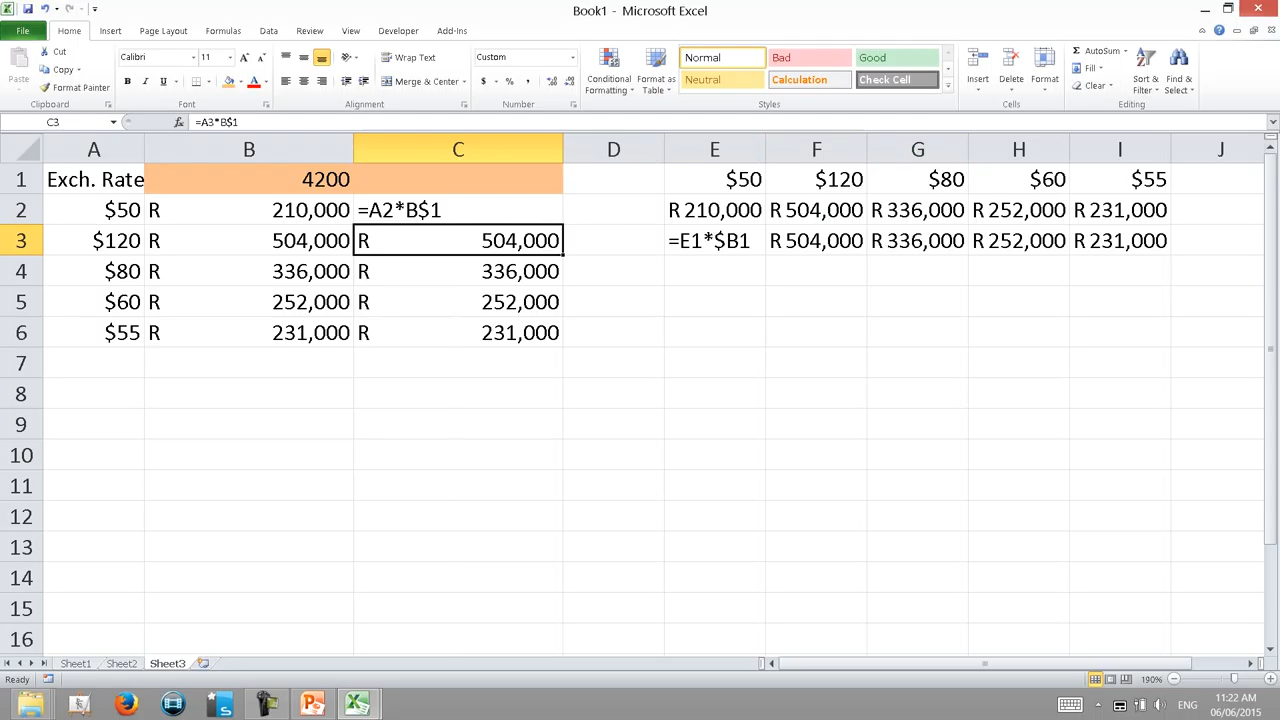 Book1 - Microsoft Excel
File Home Insert Page Layout Formulas Data Review View Developer Add-Ins
Paste
Cut
Copy
Format Painter
Clipboard
Calibri 11
B I U
Font
Wrap Text
Merge & Center
Alignment
Custom
$ % ,
Number
Conditional Formatting
Format as Table
Normal Bad Good
Neutral Calculation Check Cell
Styles
Insert Delete Format
Cells
AutoSum
Fill
Clear
Sort & Filter
Find & Select
Editing
C3 fx =A3*B$1
A B C D E F G H I J
1 Exch. Rate 4200 $50 $120 $80 $60 $55
2 $50 R 210,000 =A2*B$1 R 210,000 R 504,000 R 336,000 R 252,000 R 231,000
3 $120 R 504,000 R 504,000 =E1*$B1 R 504,000 R 336,000 R 252,000 R 231,000
4 $80 R 336,000 R 336,000
5 $60 R 252,000 R 252,000
6 $55 R 231,000 R 231,000
7
8
9
10
11
12
13
14
15
16
Sheet1 Sheet2 Sheet3
Ready 190%
ENG 11:22 AM
06/06/2015